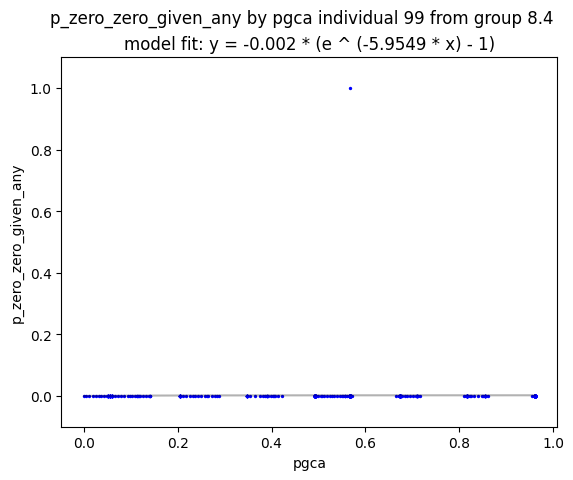 p_zero_zero_given_any by pgca individual 99 from group 8.4
model fit: y = -0.002 * (e ^ (-5.9549 * x) - 1)
1.0
0.8
0.6
0.4
0.2
0.0
p_zero_zero_given_any
0.0 0.2 0.4 0.6 0.8 1.0
pgca